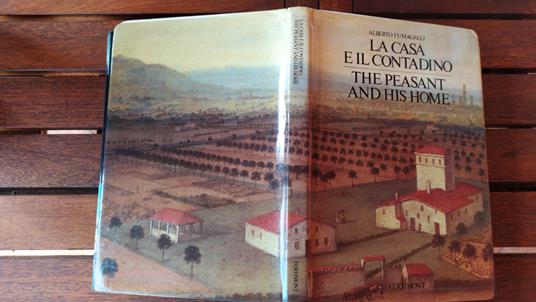 ALBERTO FUMAGALLI
LA CASA
E IL CONTADINO
THE PEASANT
AND HIS HOME
FERTIMONT
LA CASA E IL CONTADINO
THE PEASANT AND HIS HOME
FERTIMONT